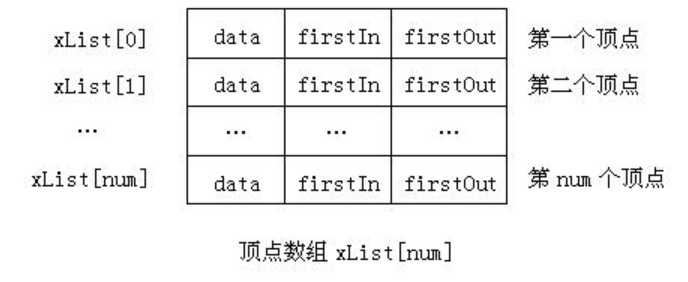 xList[0] data firstIn firstOut 第一个顶点
xList[1] data firstIn firstOut 第二个顶点
… … … …
xList[num] data firstIn firstOut 第 num 个顶点
顶点数组 xList[num]